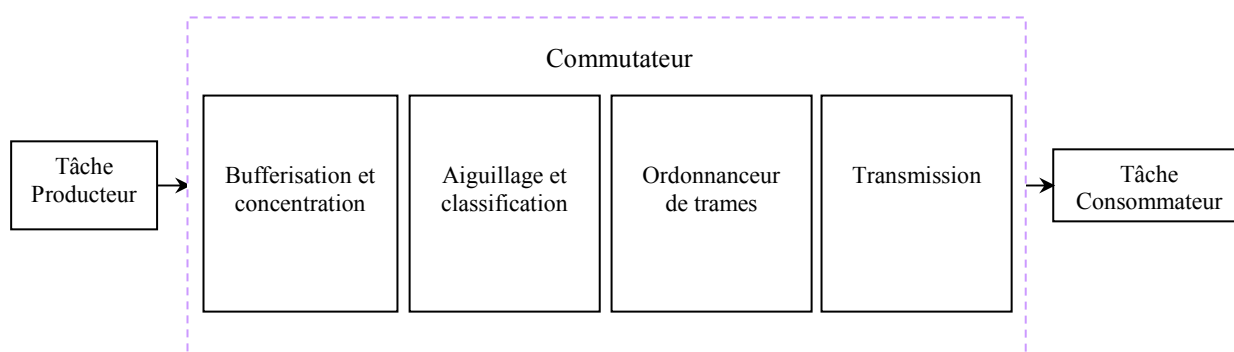 Commutateur
Tâche
Producteur
Bufferisation et
concentration
Aiguillage et
classification
Ordonnanceur
de trames
Transmission
Tâche
Consommateur